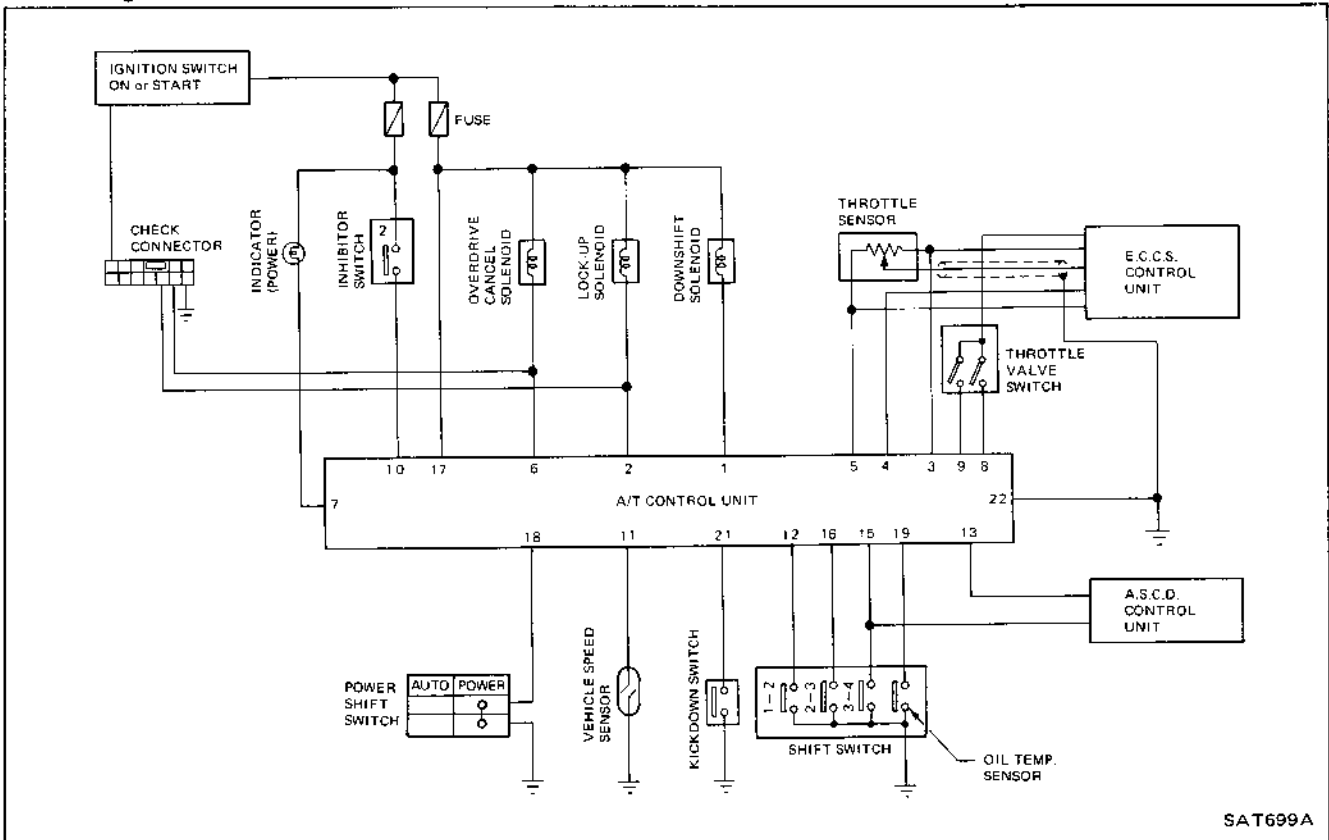 IGNITION SWITCH
ON or START
FUSE
CHECK
CONNECTOR
INDICATOR
(POWER)
INHIBITOR
SWITCH
2
OVERDRIVE
CANCEL
SOLENOID
LOCK-UP
SOLENOID
DOWNSHIFT
SOLENOID
THROTTLE
SENSOR
E.C.C.S.
CONTROL
UNIT
THROTTLE
VALVE
SWITCH
10 17 6 2 1 5 4 3 9 8
7 A/T CONTROL UNIT 22
18 11 21 12 16 15 19 13
A.S.C.D.
CONTROL
UNIT
POWER
SHIFT
SWITCH
AUTO POWER
VEHICLE SPEED
SENSOR
KICKDOWN SWITCH
1-2
2-3
3-4
SHIFT SWITCH
OIL TEMP.
SENSOR
SAT699A